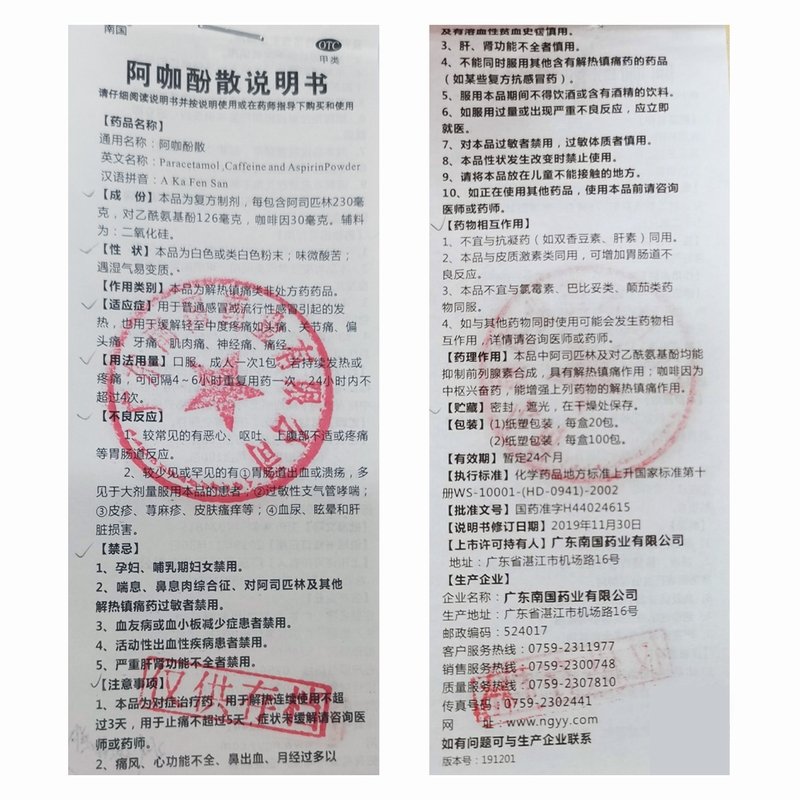 南国
OTC
甲类
阿咖酚散说明书
请仔细阅读说明书并按说明使用或在药师指导下购买和使用
【药品名称】
通用名称：阿咖酚散
英文名称：Paracetamol,Caffeine and AspirinPowder
汉语拼音：A Ka Fen San
【成 份】本品为复方制剂，每包含阿司匹林230毫
克，对乙酰氨基酚126毫克，咖啡因30毫克。辅料
为：二氧化硅。
【性 状】本品为白色或类白色粉末；味微酸苦；
遇湿气易变质。
【作用类别】本品为解热镇痛类非处方药药品。
【适应症】用于普通感冒或流行性感冒引起的发
热，也用于缓解轻至中度疼痛如头痛、关节痛、偏
头痛、牙痛、肌肉痛、神经痛、痛经。
【用法用量】口服。成人一次1包，若持续发热或
疼痛，可间隔4～6小时重复用药一次，24小时内不
超过4次。
【不良反应】
1、较常见的有恶心、呕吐、上腹部不适或疼痛
等胃肠道反应。
2、较少见或罕见的有①胃肠道出血或溃疡，多
见于大剂量服用本品的患者；②过敏性支气管哮喘；
③皮疹、荨麻疹、皮肤瘙痒等；④血尿、眩晕和肝
脏损害。
【禁忌】
1、孕妇、哺乳期妇女禁用。
2、喘息、鼻息肉综合征、对阿司匹林及其他
解热镇痛药过敏者禁用。
3、血友病或血小板减少症患者禁用。
4、活动性出血性疾病患者禁用。
5、严重肝肾功能不全者禁用。
【注意事项】
1、本品为对症治疗药，用于解热连续使用不超
过3天，用于止痛不超过5天，症状未缓解请咨询医
师或药师。
2、痛风、心功能不全、鼻出血、月经过多以
仅供存档
及有溶血性贫血史者慎用。
3、肝、肾功能不全者慎用。
4、不能同时服用其他含有解热镇痛药的药品
（如某些复方抗感冒药）。
5、服用本品期间不得饮酒或含有酒精的饮料。
6、如服用过量或出现严重不良反应，应立即
就医。
7、对本品过敏者禁用，过敏体质者慎用。
8、本品性状发生改变时禁止使用。
9、请将本品放在儿童不能接触的地方。
10、如正在使用其他药品，使用本品前请咨询
医师或药师。
【药物相互作用】
1、不宜与抗凝药（如双香豆素、肝素）同用。
2、本品与皮质激素类同用，可增加胃肠道不
良反应。
3、本品不宜与氯霉素、巴比妥类、颠茄类药
物同服。
4、如与其他药物同时使用可能会发生药物相
互作用，详情请咨询医师或药师。
【药理作用】本品中阿司匹林及对乙酰氨基酚均能
抑制前列腺素合成，具有解热镇痛作用；咖啡因为
中枢兴奋药，能增强上列药物的解热镇痛作用。
【贮藏】密封，遮光，在干燥处保存。
【包装】(1)纸塑包装，每盒20包。
(2)纸塑包装，每盒100包。
【有效期】暂定24个月
【执行标准】化学药品地方标准上升国家标准第十
册WS-10001-(HD-0941)-2002
【批准文号】国药准字H44024615
【说明书修订日期】2019年11月30日
【上市许可持有人】广东南国药业有限公司
地址：广东省湛江市机场路16号
【生产企业】
企业名称：广东南国药业有限公司
生产地址：广东省湛江市机场路16号
邮政编码：524017
客户服务热线：0759-2311977
销售服务热线：0759-2300748
质量服务热线：0759-2307810
传真号码：0759-2302441
网 址：www.ngyy.com
如有问题可与生产企业联系
版本号：191201